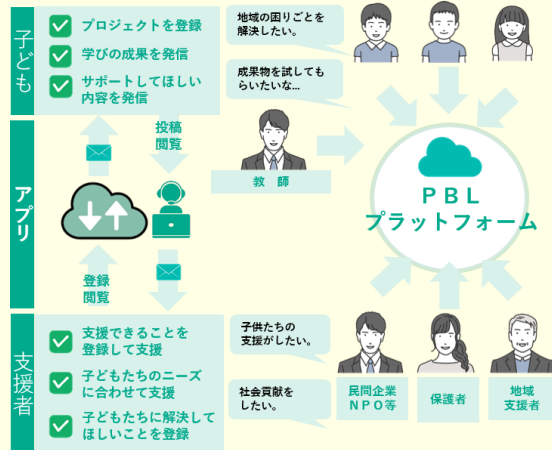 子ども
プロジェクトを登録
学びの成果を発信
サポートしてほしい
内容を発信
地域の困りごとを
解決したい。
成果物を試しても
らいたいな...
アプリ
投稿
閲覧
教 師
PBL
プラットフォーム
登録
閲覧
支援者
支援できることを
登録して支援
子どもたちのニーズ
に合わせて支援
子どもたちに解決して
ほしいことを登録
子供たちの
支援がしたい。
社会貢献を
したい。
民間企業
NPO等
保護者
地域
支援者